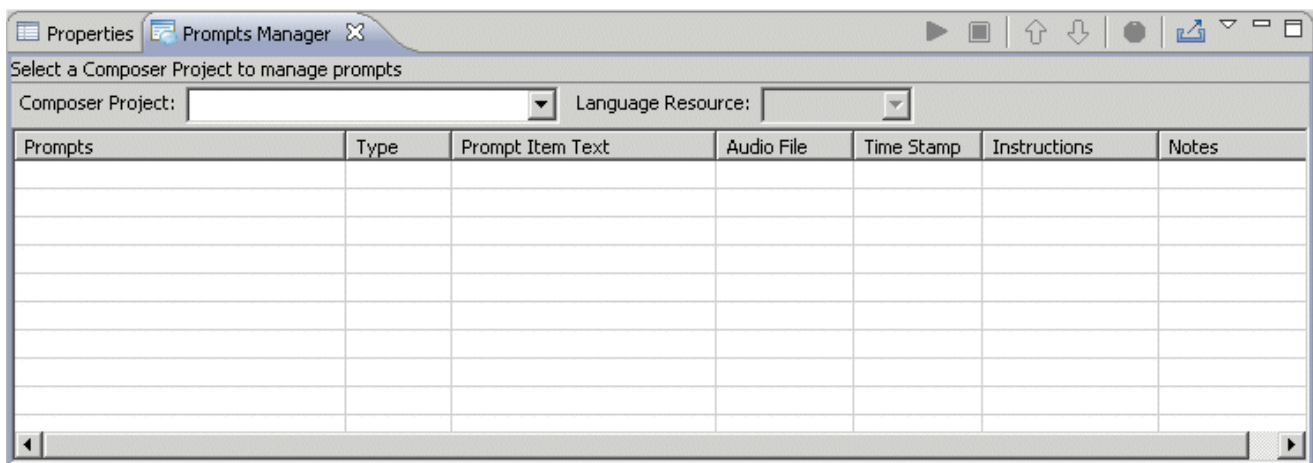 Properties Prompts Manager
Select a Composer Project to manage prompts
Composer Project: Language Resource:
Prompts Type Prompt Item Text Audio File Time Stamp Instructions Notes